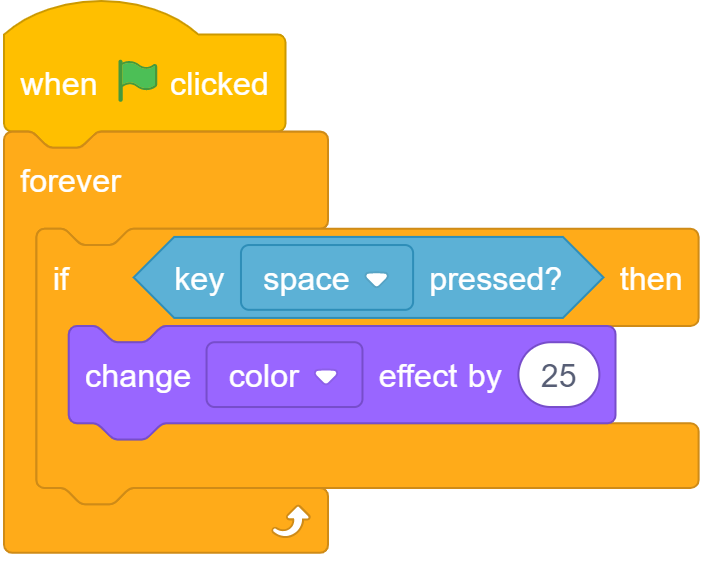 when clicked
forever
if key space pressed? then
change color effect by 25